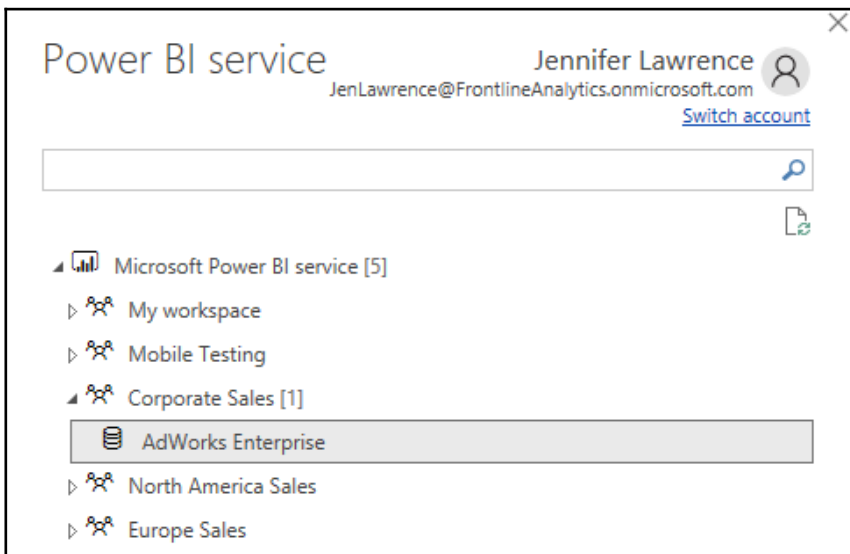 Power BI service
Jennifer Lawrence
JenLawrence@FrontlineAnalytics.onmicrosoft.com
Switch account
Microsoft Power BI service [5]
My workspace
Mobile Testing
Corporate Sales [1]
AdWorks Enterprise
North America Sales
Europe Sales